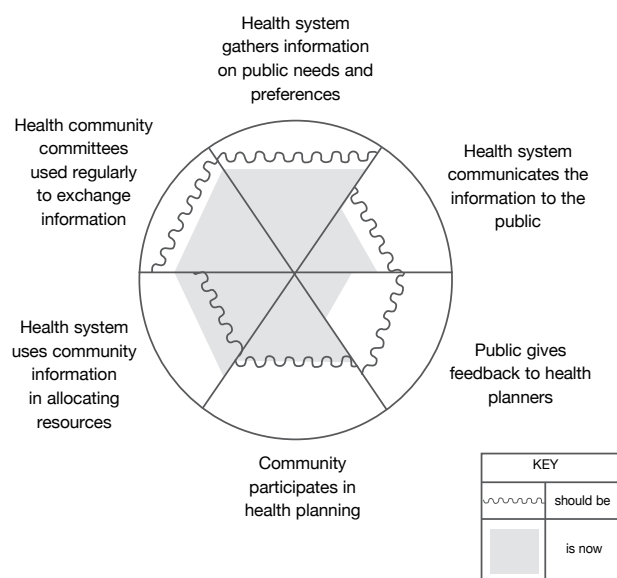 Health system
gathers information
on public needs and
preferences
Health community
committees
used regularly
to exchange
information
Health system
communicates the
information to the
public
Health system
uses community
information
in allocating
resources
Public gives
feedback to health
planners
Community
participates in
health planning
KEY
should be
is now